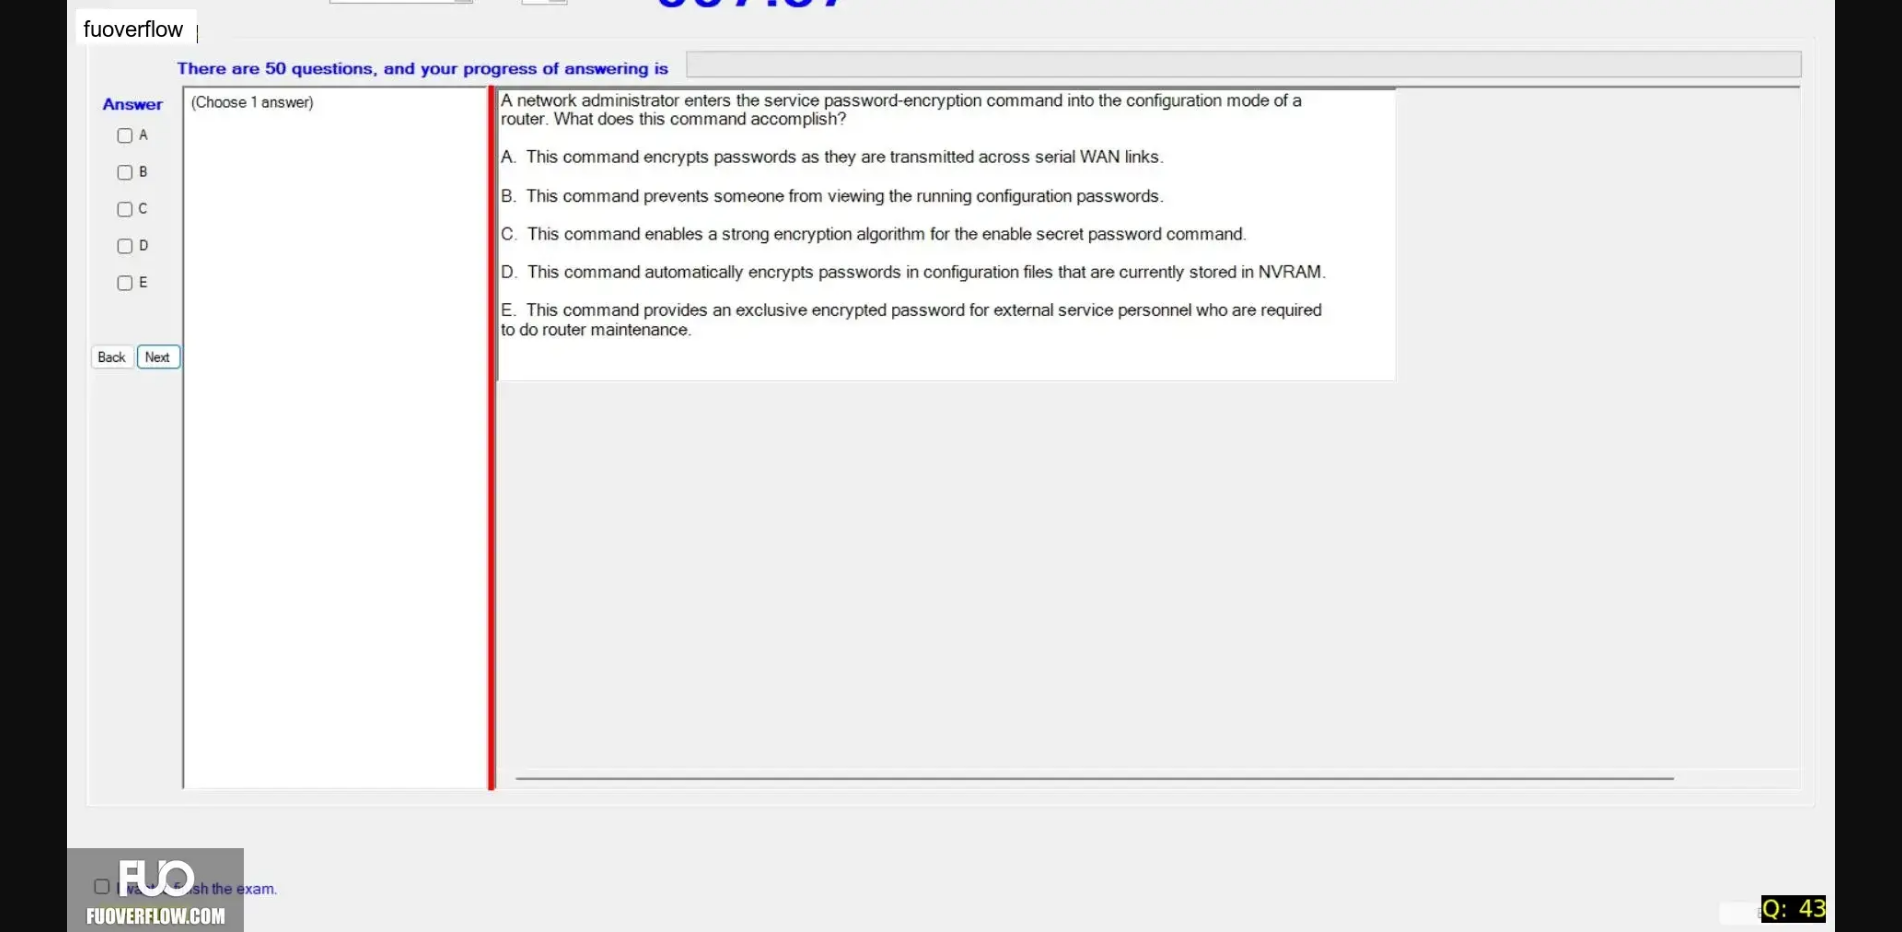 fuoverflow
There are 50 questions, and your progress of answering is
Answer
(Choose 1 answer)
A
B
C
D
E
Back Next
A network administrator enters the service password-encryption command into the configuration mode of a
router. What does this command accomplish?
A. This command encrypts passwords as they are transmitted across serial WAN links.
B. This command prevents someone from viewing the running configuration passwords.
C. This command enables a strong encryption algorithm for the enable secret password command.
D. This command automatically encrypts passwords in configuration files that are currently stored in NVRAM.
E. This command provides an exclusive encrypted password for external service personnel who are required
to do router maintenance.
FUO
the exam.
FUOVERFLOW.COM
Q: 43